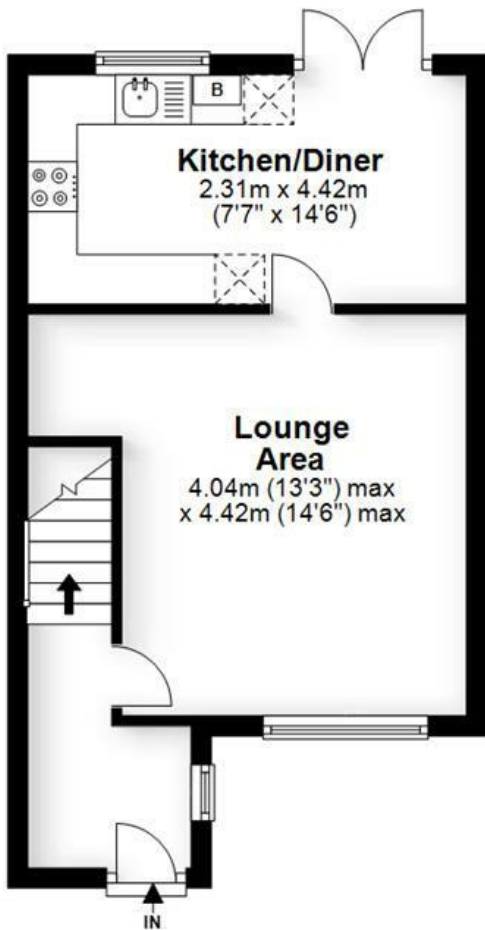 B
Kitchen/Diner
2.31m x 4.42m
(7'7" x 14'6")
Lounge
Area
4.04m (13'3") max
x 4.42m (14'6") max
IN